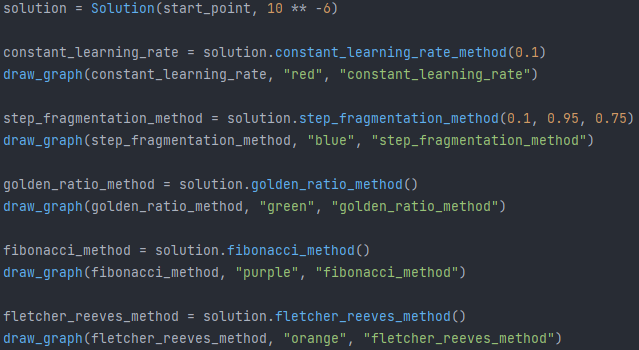 solution = Solution(start_point, 10 ** -6)
constant_learning_rate = solution.constant_learning_rate_method(0.1)
draw_graph(constant_learning_rate, "red", "constant_learning_rate")
step_fragmentation_method = solution.step_fragmentation_method(0.1, 0.95, 0.75)
draw_graph(step_fragmentation_method, "blue", "step_fragmentation_method")
golden_ratio_method = solution.golden_ratio_method()
draw_graph(golden_ratio_method, "green", "golden_ratio_method")
fibonacci_method = solution.fibonacci_method()
draw_graph(fibonacci_method, "purple", "fibonacci_method")
fletcher_reeves_method = solution.fletcher_reeves_method()
draw_graph(fletcher_reeves_method, "orange", "fletcher_reeves_method")